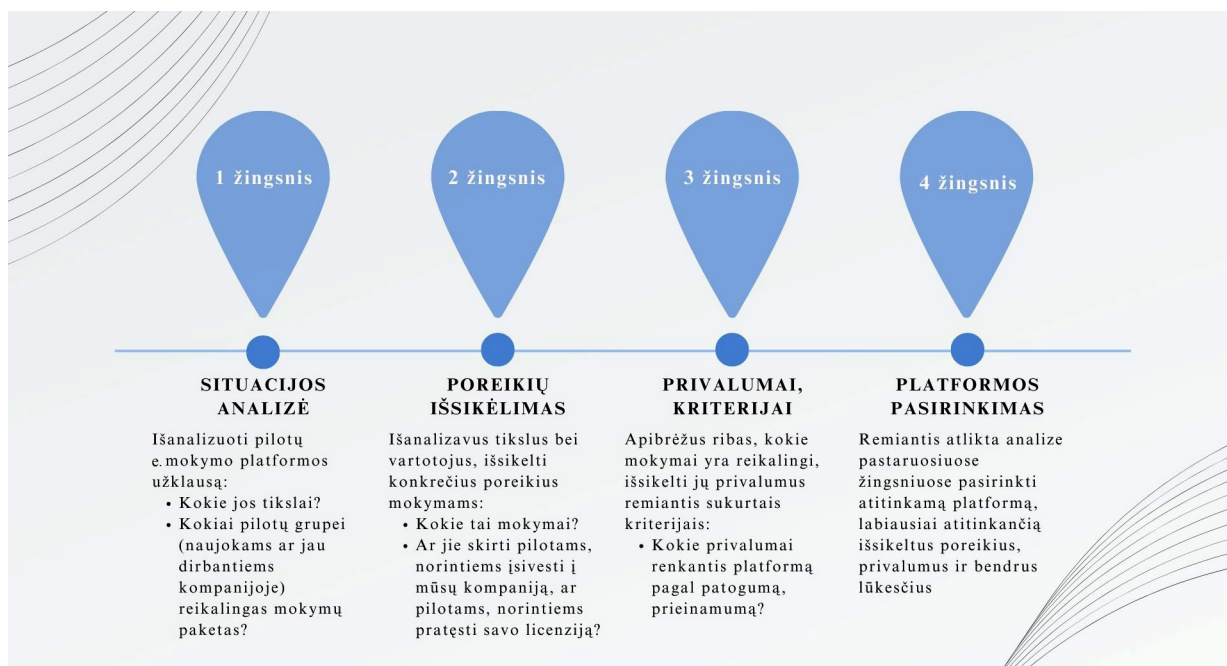 1 žingsnis
2 žingsnis
3 žingsnis
4 žingsnis
SITUACIJOS
ANALIZĖ
Išanalizuoti pilotų
e.mokymo platformos
užklausą:
• Kokie jos tikslai?
• Kokiai pilotų grupei
(naujokams ar jau
dirbantiems
kompanijoje)
reikalingas mokymų
paketas?
POREIKIŲ
IŠSIKĖLIMAS
Išanalizavus tikslus bei
vartotojus, išsikelti
konkrečius poreikius
mokymams:
• Kokie tai mokymai?
• Ar jie skirti pilotams,
norintiems įsivesti į
mūsų kompaniją, ar
pilotams, norintiems
pratęsti savo licenziją?
PRIVALUMAI,
KRITERIJAI
Apibrėžus ribas, kokie
mokymai yra reikalingi,
išsikelti jų privalumus
remiantis sukurtais
kriterijais:
• Kokie privalumai
renkantis platformą
pagal patogumą,
prieinamumą?
PLATFORMOS
PASIRINKIMAS
Remiantis atlikta analize
pastaruosiuose
žingsniuose pasirinkti
atitinkamą platformą,
labiausiai atitinkančią
išsikeltus poreikius,
privalumus ir bendrus
lūkesčius